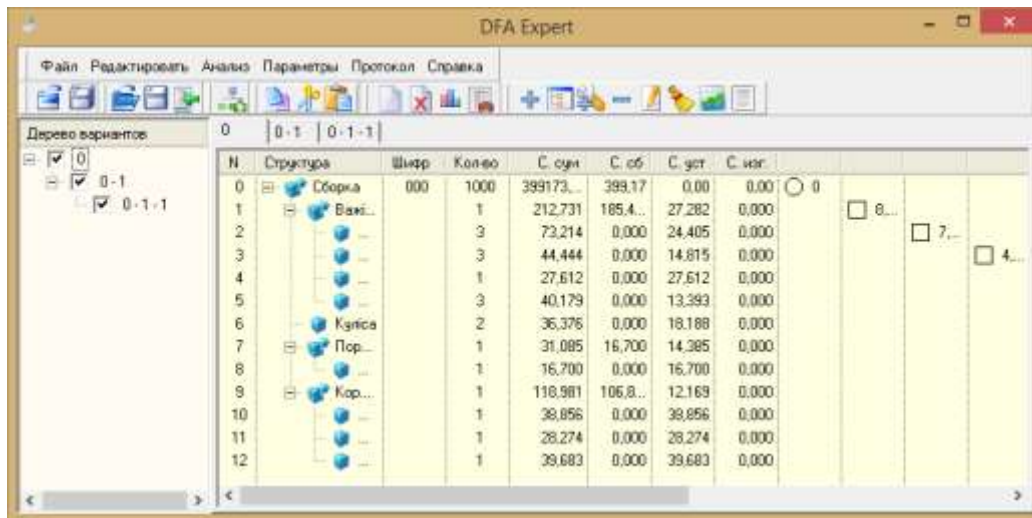 DFA Expert
Файл Редактировать Анализ Параметры Протокол Справка
Дерево вариантов
0
0-1
0-1-1
0 0-1 0-1-1
N Структура Шифр Кол-во С. сум С. сб С. уст С. изг.
0 Сборка 000 1000 399173,... 399,17 0,00 0,00 0
1 Важі... 1 212,731 185,4... 27,282 0,000 8,...
2 ... 3 73,214 0,000 24,405 0,000 7,...
3 ... 3 44,444 0,000 14,815 0,000 4,...
4 ... 1 27,612 0,000 27,612 0,000
5 ... 3 40,179 0,000 13,393 0,000
6 Куліса 2 36,376 0,000 18,188 0,000
7 Пор... 1 31,085 16,700 14,385 0,000
8 ... 1 16,700 0,000 16,700 0,000
9 Кор... 1 118,981 106,8... 12,169 0,000
10 ... 1 38,856 0,000 38,856 0,000
11 ... 1 28,274 0,000 28,274 0,000
12 ... 1 39,683 0,000 39,683 0,000